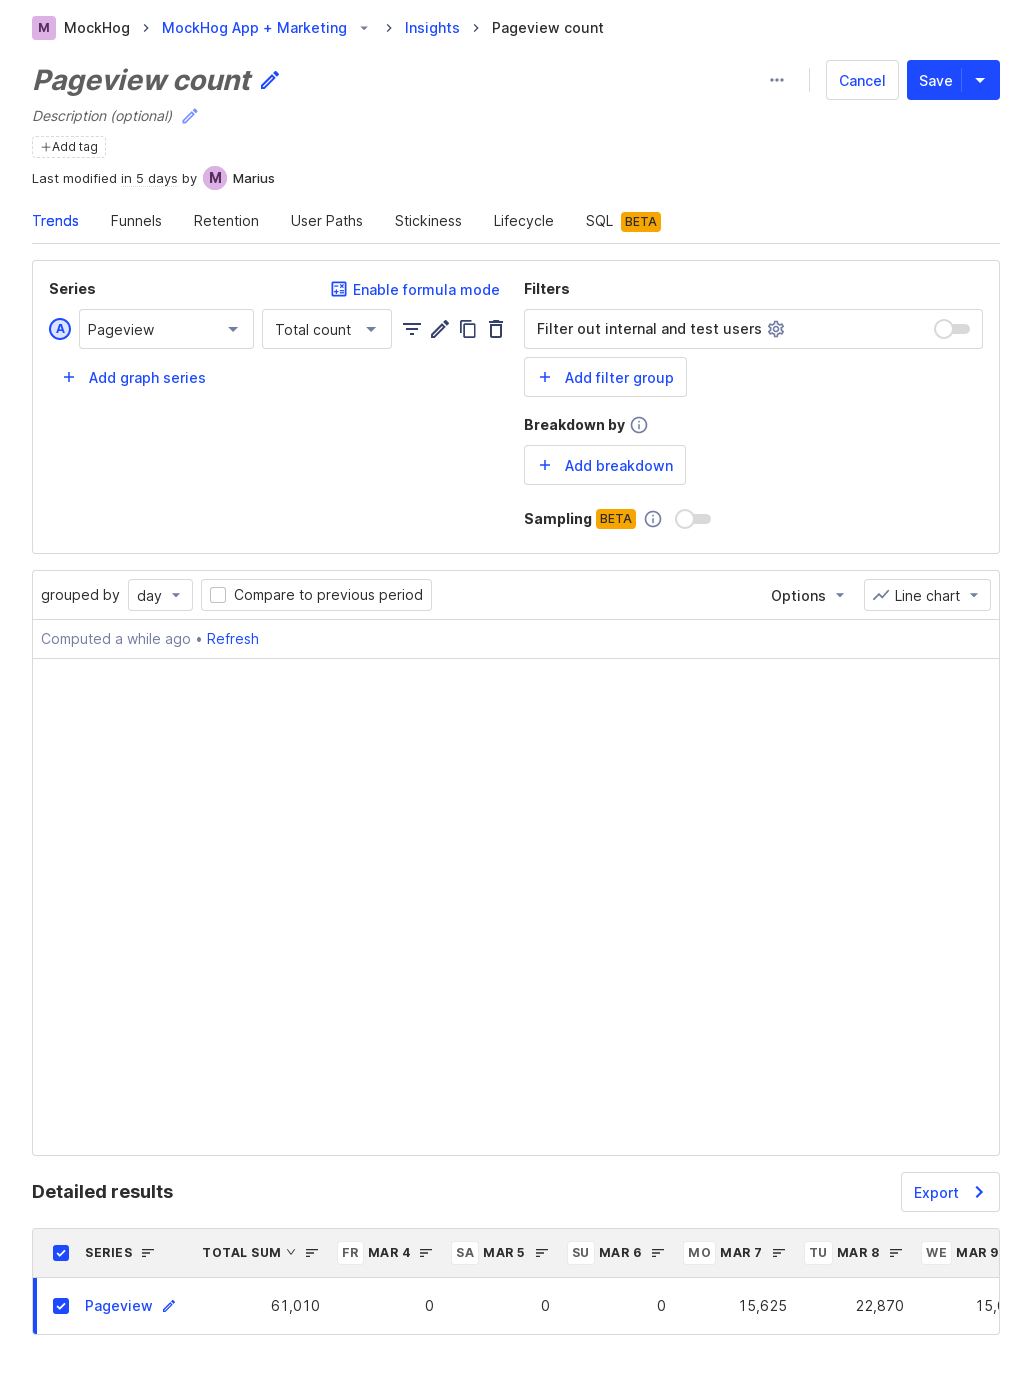 M MockHog MockHog App + Marketing Insights Pageview count
Pageview count
Cancel Save
Description (optional)
+Add tag
Last modified in 5 days by M Marius
Trends Funnels Retention User Paths Stickiness Lifecycle SQL BETA
Series Enable formula mode Filters
A Pageview Total count Filter out internal and test users
+ Add graph series + Add filter group
Breakdown by
+ Add breakdown
Sampling BETA
grouped by day Compare to previous period Options Line chart
Computed a while ago • Refresh
Detailed results Export
SERIES TOTAL SUM FR MAR 4 SA MAR 5 SU MAR 6 MO MAR 7 TU MAR 8 WE MAR 9
Pageview 61,010 0 0 0 15,625 22,870